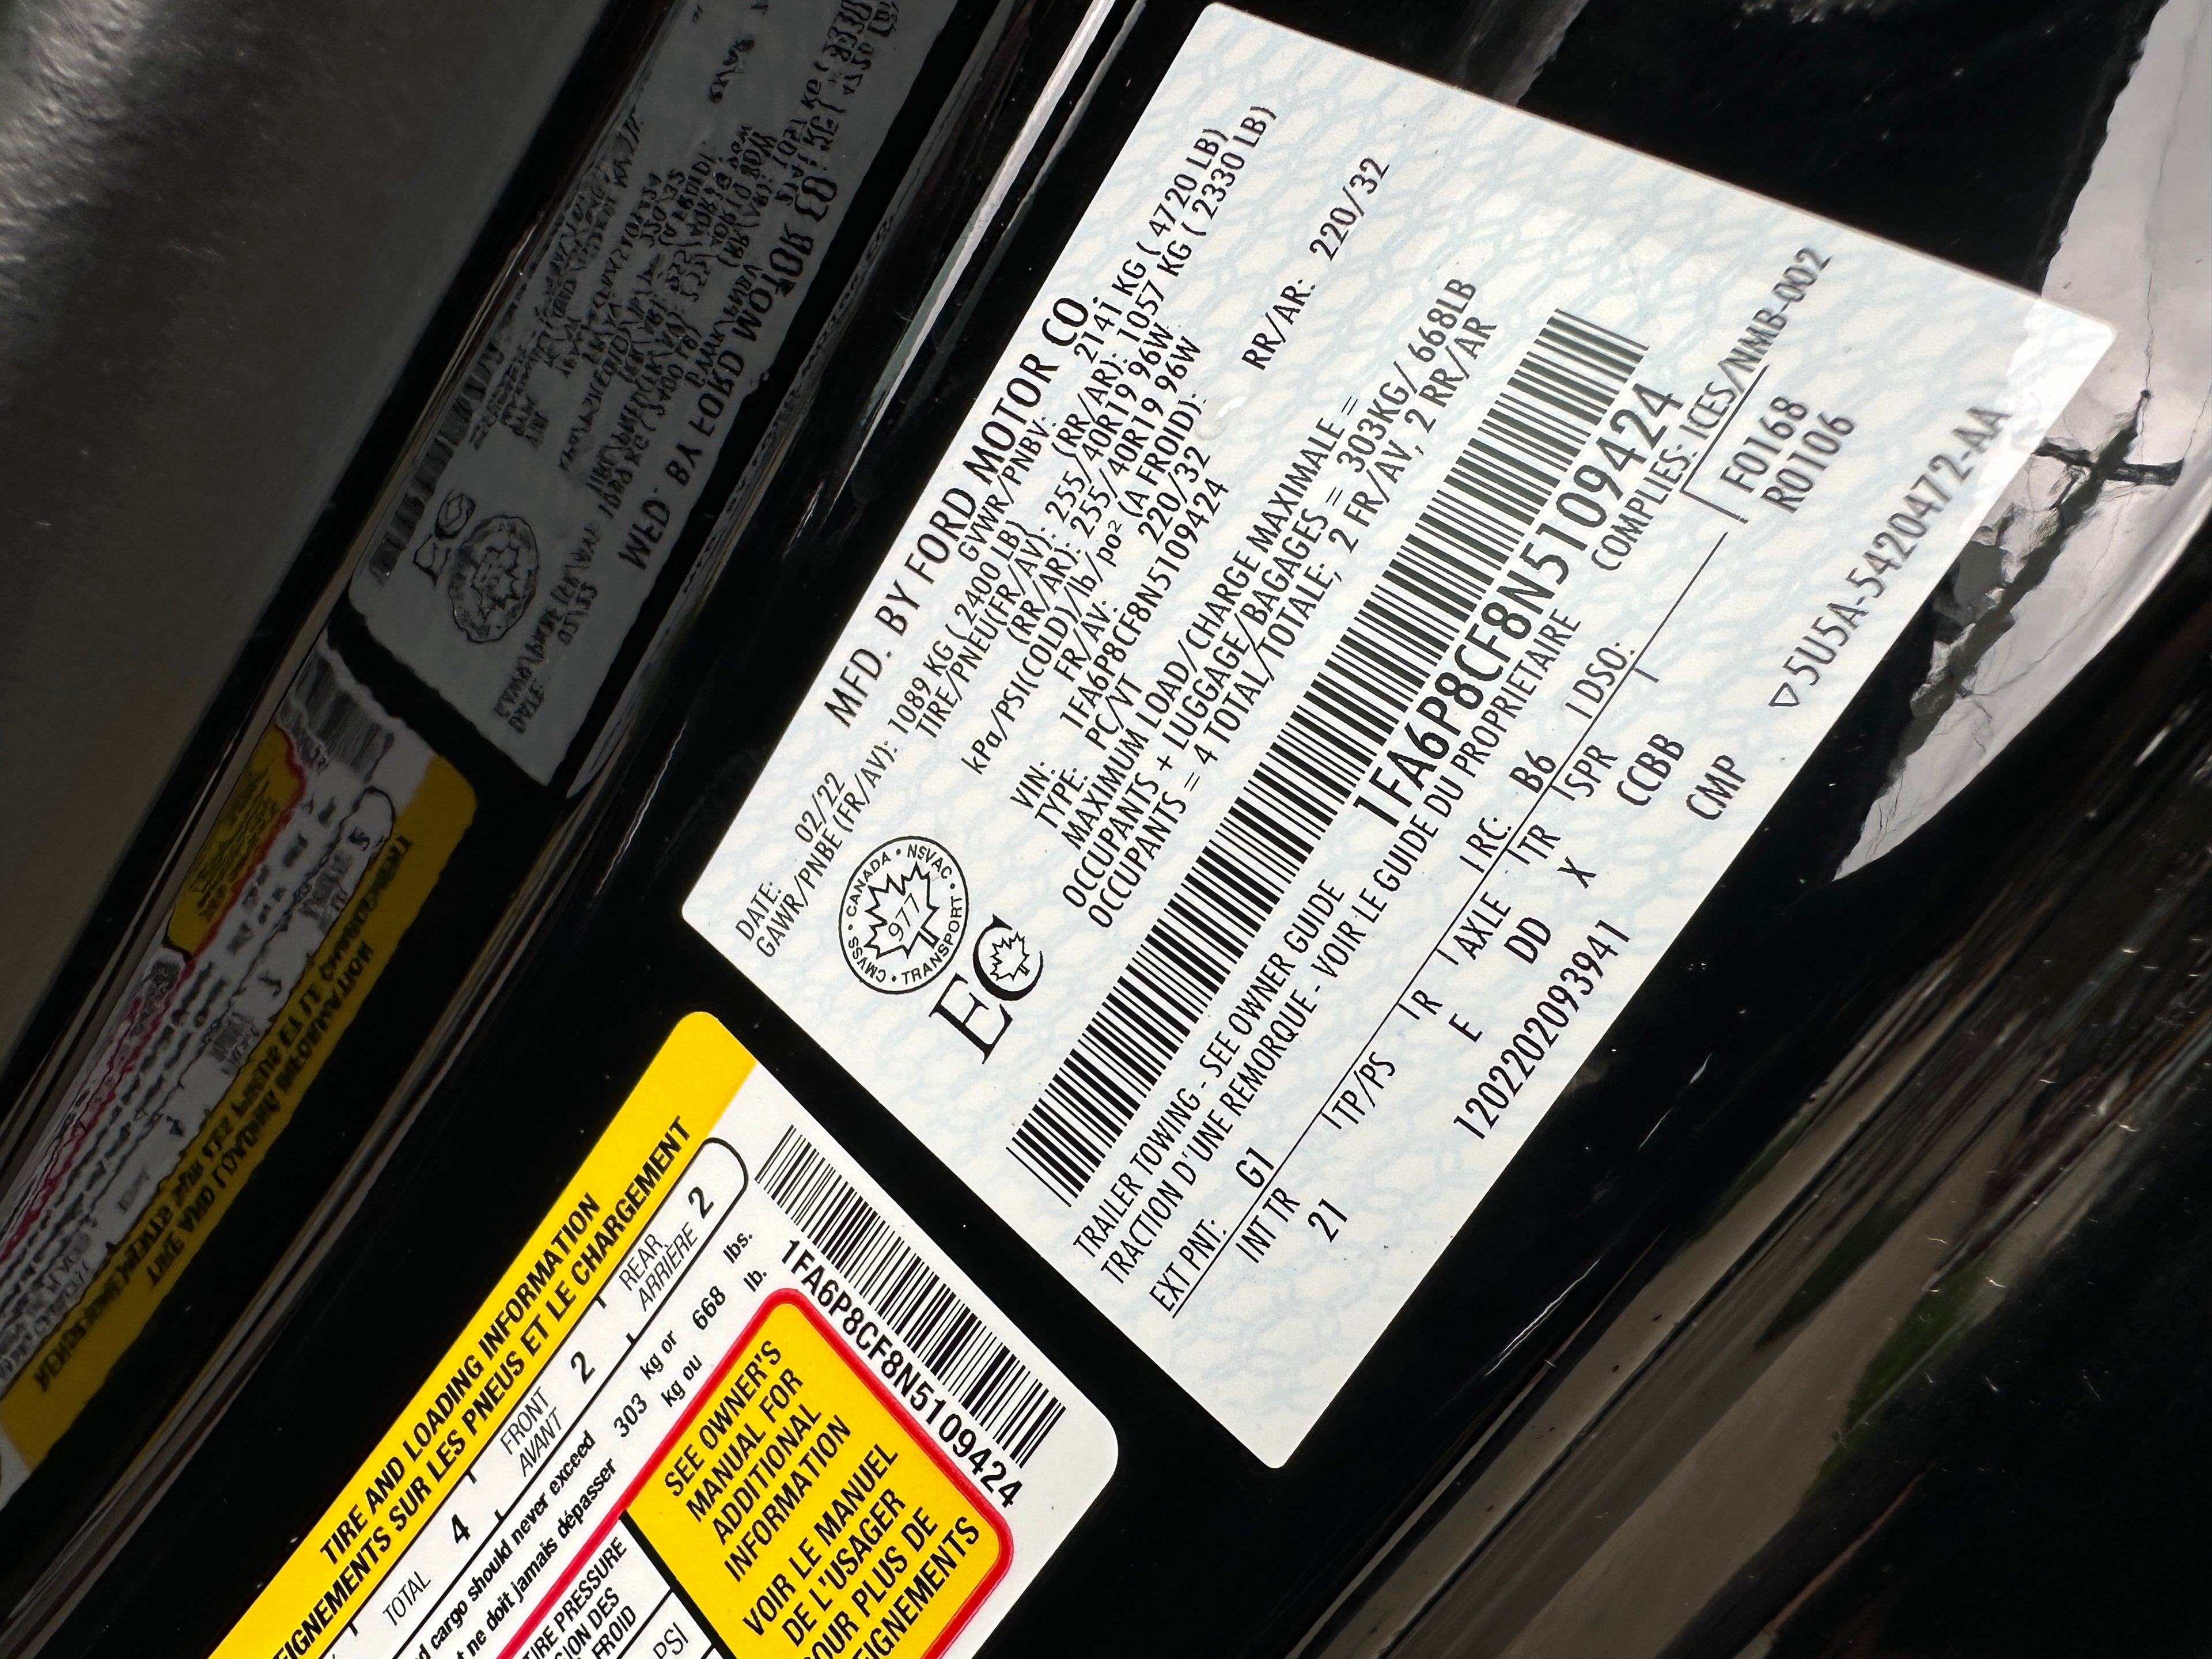 MFD. BY FORD MOTOR CO.
DATE: 02/22 GVWR/PNBV: 2141 KG ( 4720 LB)
GAWR/PNBE (FR/AV): 1089 KG ( 2400 LB) (RR/AR): 1057 KG ( 2330 LB)
TIRE/PNEU(FR/AV): 255/40R19 96W
(RR/AR): 255/40R19 96W
kPa/PSI(COLD)/lb/po² (A FROID):
FR/AV: 220/32 RR/AR: 220/32
VIN: 1FA6P8CF8N5109424
TYPE: PC/VT
MAXIMUM LOAD/CHARGE MAXIMALE =
OCCUPANTS + LUGGAGE/BAGAGES = 303KG/ 668LB
OCCUPANTS = 4 TOTAL/TOTALE; 2 FR/AV, 2 RR/AR
CANADA • NSVAC • TRANSPORT • CMVSS •
977
EC
1FA6P8CF8N5109424
TRAILER TOWING - SEE OWNER GUIDE COMPLIES: ICES/NMB-002
TRACTION D'UNE REMORQUE - VOIR LE GUIDE DU PROPRIETAIRE
EXT PNT: G1 RC: B6 DSO: F0168
INT TR TP/PS R AXLE TR SPR R0106
21 E DD X CCBB
1202202093941 CMP
▽5U5A-5420472-AA
TIRE AND LOADING INFORMATION
EIGNEMENTS SUR LES PNEUS ET LE CHARGEMENT
TOTAL 4 FRONT AVANT 2 REAR ARRIÈRE 2
d cargo should never exceed 303 kg or 668 lbs.
t ne doit jamais dépasser kg ou lb.
IRE PRESSURE
SION DES
FROID
PSI
SEE OWNER'S
MANUAL FOR
ADDITIONAL
INFORMATION
VOIR LE MANUEL
DE L'USAGER
OUR PLUS DE
EIGNEMENTS
1FA6P8CF8N5109424